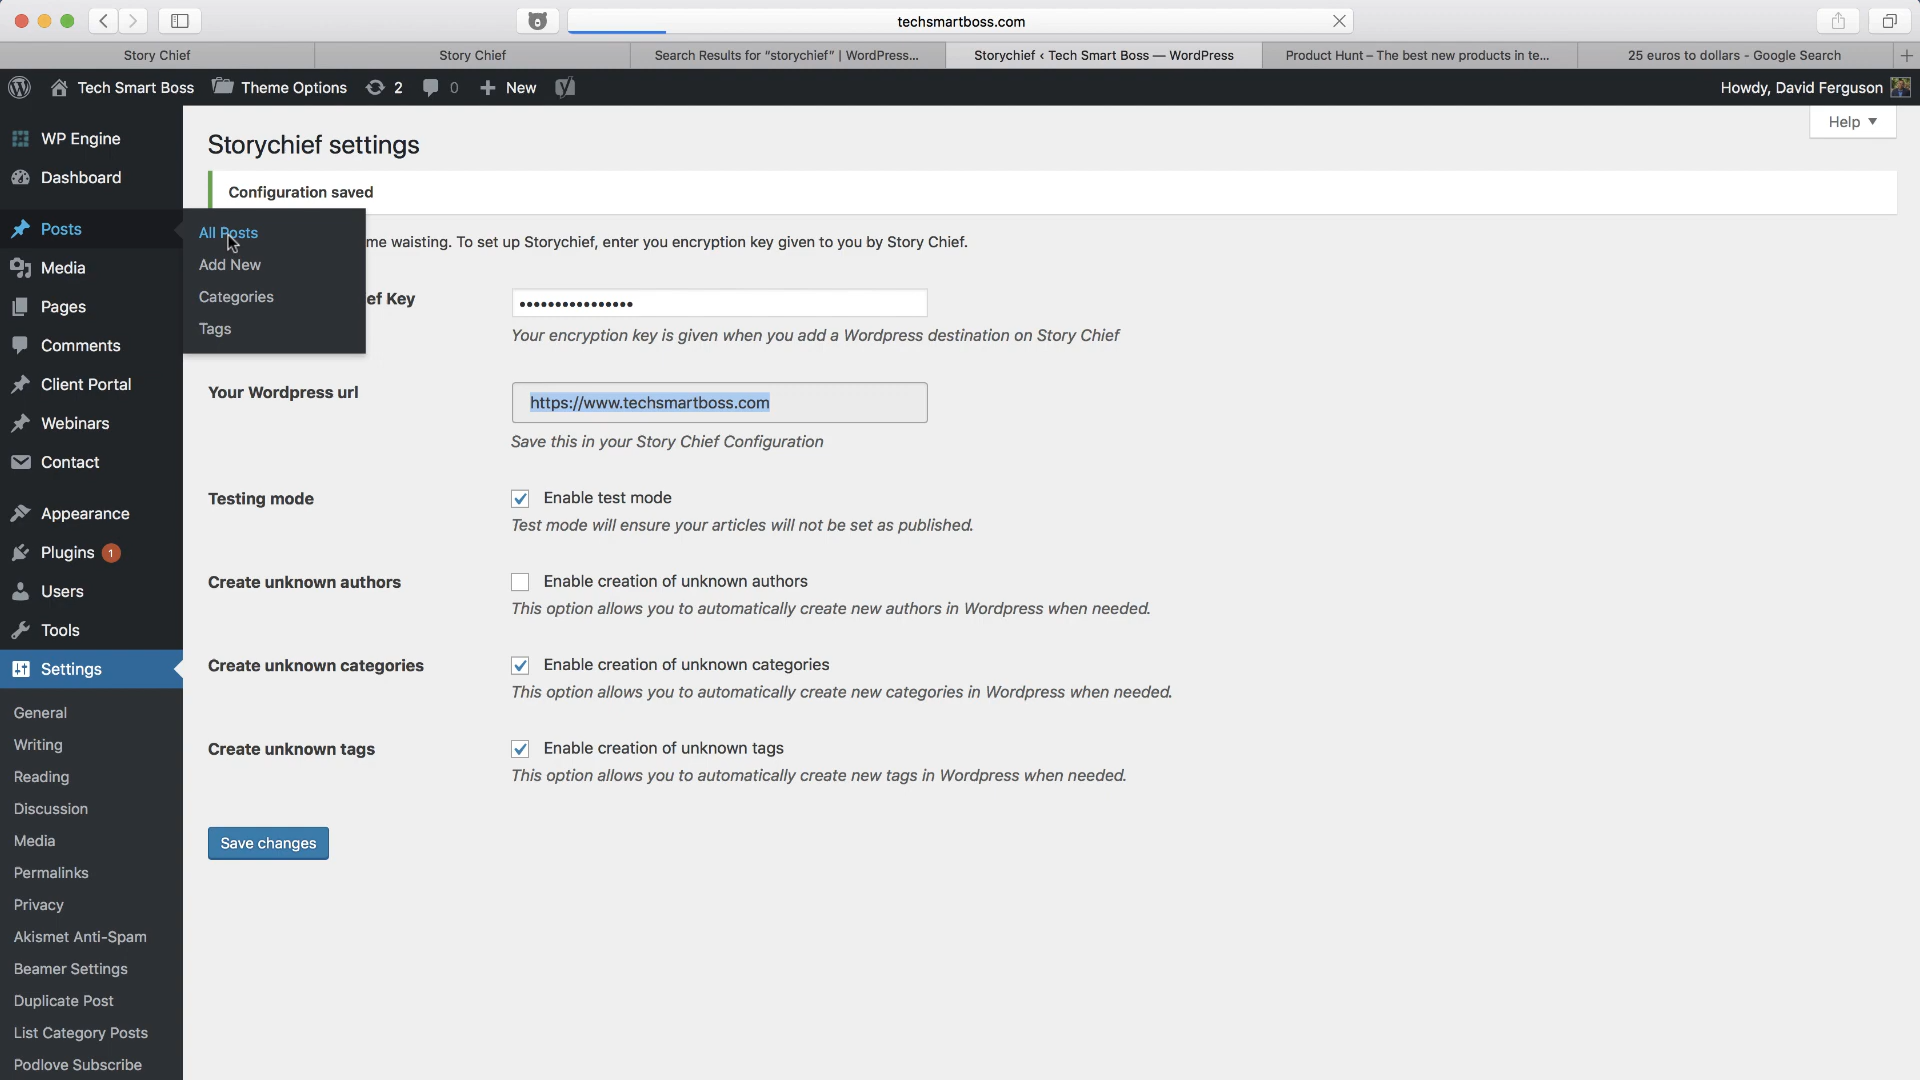 techsmartboss.com
Story Chief
Story Chief
Search Results for “storychief” | WordPress...
Storychief ‹ Tech Smart Boss — WordPress
Product Hunt – The best new products in te...
25 euros to dollars - Google Search
Tech Smart Boss
Theme Options
2
0
New
Howdy, David Ferguson
Help
WP Engine
Dashboard
Posts
Media
Pages
Comments
Client Portal
Webinars
Contact
Appearance
Plugins 1
Users
Tools
Settings
General
Writing
Reading
Discussion
Media
Permalinks
Privacy
Akismet Anti-Spam
Beamer Settings
Duplicate Post
List Category Posts
Podlove Subscribe
All Posts
Add New
Categories
Tags
Storychief settings
Configuration saved
me waisting. To set up Storychief, enter you encryption key given to you by Story Chief.
ef Key
••••••••••••••••
Your encryption key is given when you add a Wordpress destination on Story Chief
Your Wordpress url
https://www.techsmartboss.com
Save this in your Story Chief Configuration
Testing mode
Enable test mode
Test mode will ensure your articles will not be set as published.
Create unknown authors
Enable creation of unknown authors
This option allows you to automatically create new authors in Wordpress when needed.
Create unknown categories
Enable creation of unknown categories
This option allows you to automatically create new categories in Wordpress when needed.
Create unknown tags
Enable creation of unknown tags
This option allows you to automatically create new tags in Wordpress when needed.
Save changes